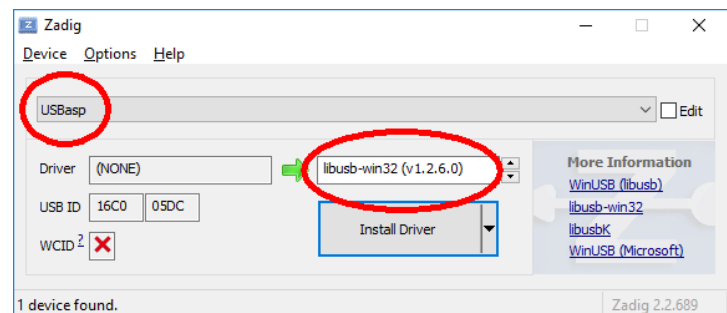 Zadig
Device Options Help
USBasp
Edit
Driver (NONE) libusb-win32 (v1.2.6.0)
USB ID 16C0 05DC
WCID ?
Install Driver
More Information
WinUSB (libusb)
libusb-win32
libusbK
WinUSB (Microsoft)
1 device found.
Zadig 2.2.689